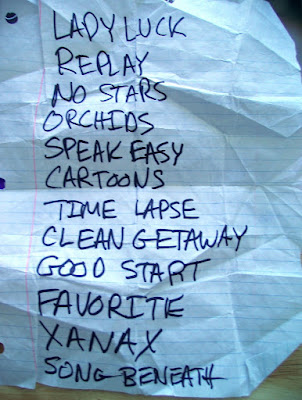 LADY LUCK
REPLAY
NO STARS
ORCHIDS
SPEAK EASY
CARTOONS
TIME LAPSE
CLEAN GETAWAY
GOOD START
FAVORITE
XANAX
SONG BENEATH